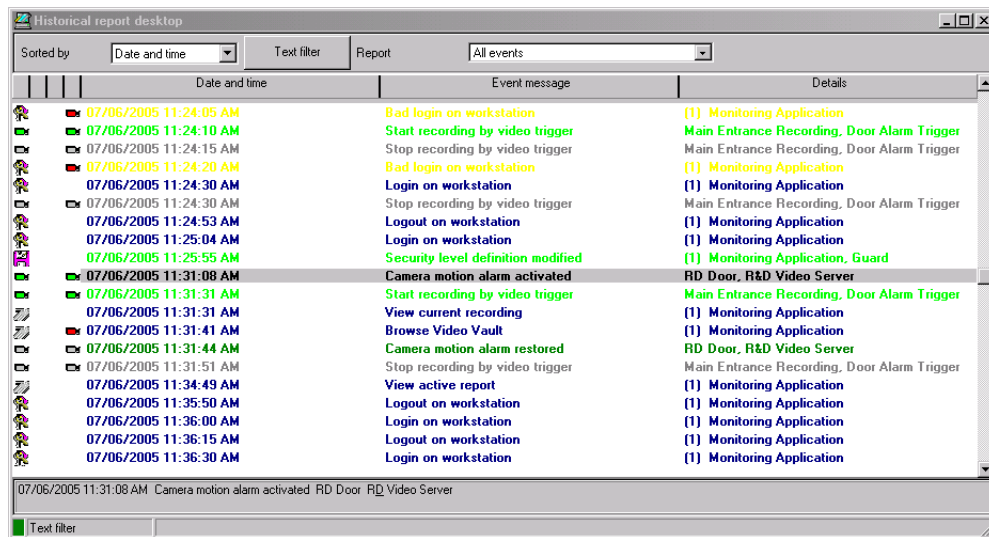 Historical report desktop
Sorted by Date and time Text filter Report All events
Date and time Event message Details
07/06/2005 11:24:05 AM Bad login on workstation (1) Monitoring Application
07/06/2005 11:24:10 AM Start recording by video trigger Main Entrance Recording, Door Alarm Trigger
07/06/2005 11:24:15 AM Stop recording by video trigger Main Entrance Recording, Door Alarm Trigger
07/06/2005 11:24:20 AM Bad login on workstation (1) Monitoring Application
07/06/2005 11:24:30 AM Login on workstation (1) Monitoring Application
07/06/2005 11:24:30 AM Stop recording by video trigger Main Entrance Recording, Door Alarm Trigger
07/06/2005 11:24:53 AM Logout on workstation (1) Monitoring Application
07/06/2005 11:25:04 AM Login on workstation (1) Monitoring Application
07/06/2005 11:25:55 AM Security level definition modified (1) Monitoring Application, Guard
07/06/2005 11:31:08 AM Camera motion alarm activated RD Door, R&D Video Server
07/06/2005 11:31:31 AM Start recording by video trigger Main Entrance Recording, Door Alarm Trigger
07/06/2005 11:31:31 AM View current recording (1) Monitoring Application
07/06/2005 11:31:41 AM Browse Video Vault (1) Monitoring Application
07/06/2005 11:31:44 AM Camera motion alarm restored RD Door, R&D Video Server
07/06/2005 11:31:51 AM Stop recording by video trigger Main Entrance Recording, Door Alarm Trigger
07/06/2005 11:34:49 AM View active report (1) Monitoring Application
07/06/2005 11:35:50 AM Logout on workstation (1) Monitoring Application
07/06/2005 11:36:00 AM Login on workstation (1) Monitoring Application
07/06/2005 11:36:15 AM Logout on workstation (1) Monitoring Application
07/06/2005 11:36:30 AM Login on workstation (1) Monitoring Application
07/06/2005 11:31:08 AM Camera motion alarm activated RD Door RD Video Server
Text filter